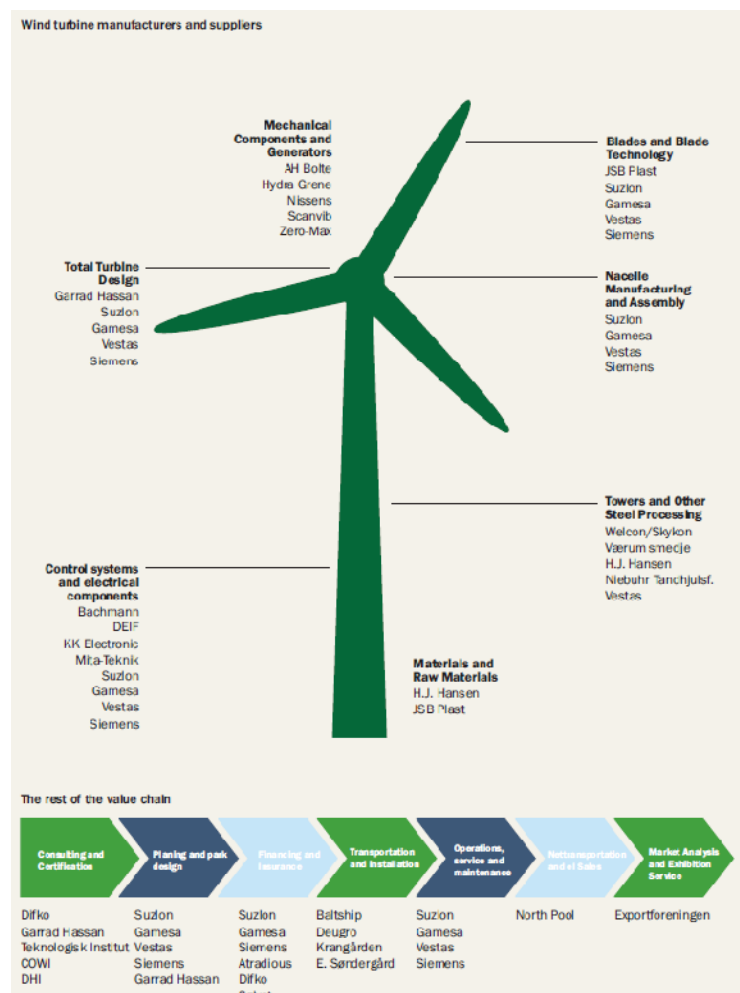 Wind turbine manufacturers and suppliers
Mechanical
Components and
Generators
AH Bolte
Hydra Grene
Nissens
Scanvib
Zero-Max
Blades and Blade
Technology
JSB Plast
Suzlon
Gamesa
Vestas
Siemens
Total Turbine
Design
Garrad Hassan
Suzlon
Gamesa
Vestas
Siemens
Nacelle
Manufacturing
and Assembly
Suzlon
Gamesa
Vestas
Siemens
Towers and Other
Steel Processing
Welcon/Skykon
Værum smedje
H.J. Hansen
Niebuhr Tandhjulsf.
Vestas
Control systems
and electrical
components
Bachmann
DEIF
KK Electronic
Mita-Teknik
Suzlon
Gamesa
Vestas
Siemens
Materials and
Raw Materials
H.J. Hansen
JSB Plast
The rest of the value chain
Consulting and
Certification
Planing and park
design
Financing and
Insurance
Transportation
and Installation
Operations,
service and
maintenance
Nettransportation
and el Sales
Market Analysis
and Exhibition
Service
Difko
Garrad Hassan
Teknologisk Institut
COWI
DHI
Suzlon
Gamesa
Vestas
Siemens
Garrad Hassan
Suzlon
Gamesa
Siemens
Atradious
Difko
Baltship
Deugro
Krangården
E. Søndergård
Suzlon
Gamesa
Vestas
Siemens
North Pool
Exportforeningen